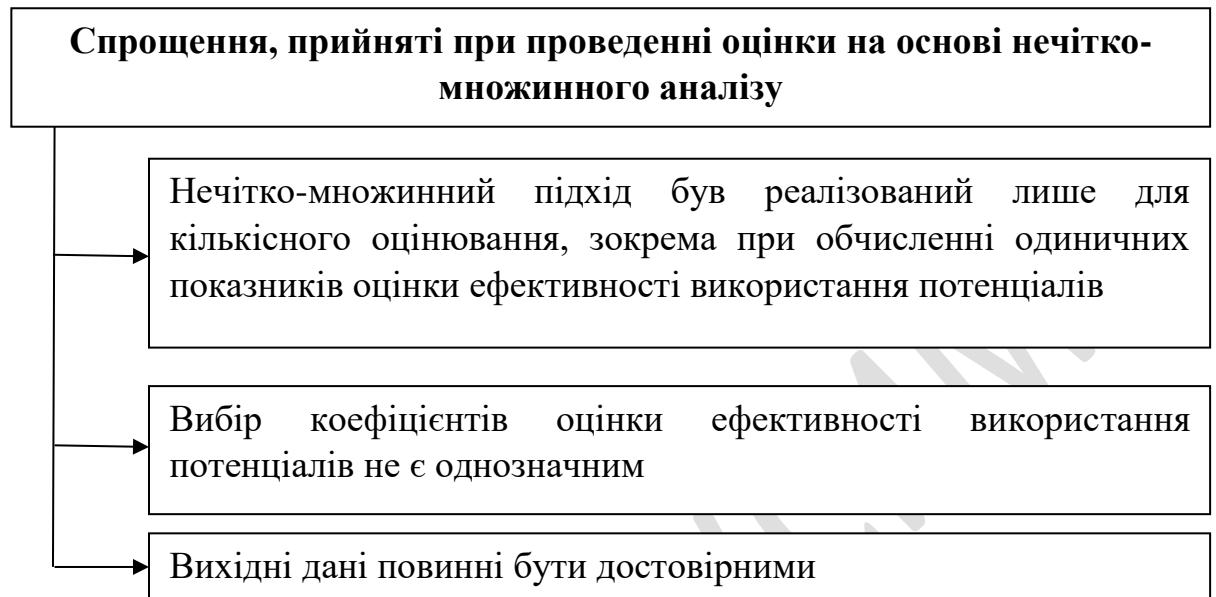 Спрощення, прийняті при проведенні оцінки на основі нечітко-
множинного аналізу
Нечітко-множинний підхід був реалізований лише для
кількісного оцінювання, зокрема при обчисленні одиничних
показників оцінки ефективності використання потенціалів
Вибір коефіцієнтів оцінки ефективності використання
потенціалів не є однозначним
Вихідні дані повинні бути достовірними